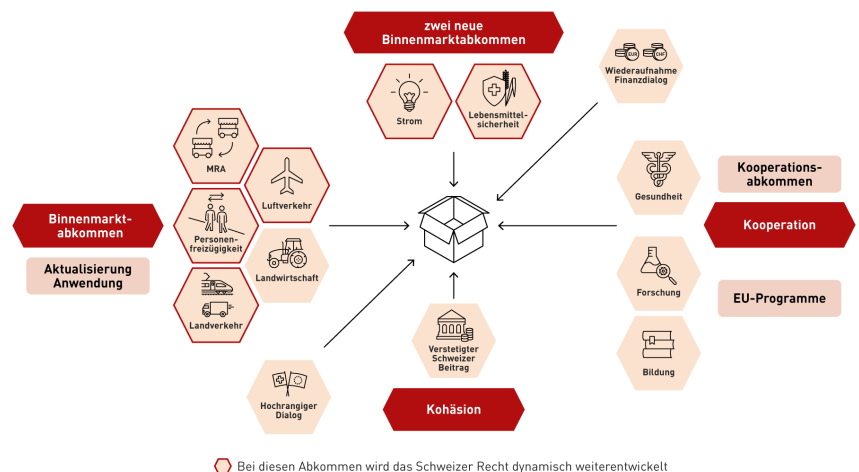 zwei neue
Binnenmarktabkommen
Strom
Lebensmittel-
sicherheit
EUR
CHF
Wiederaufnahme
Finanzdialog
MRA
Luftverkehr
Binnenmarkt-
abkommen
Personen-
freizügigkeit
Aktualisierung
Anwendung
Landwirtschaft
Landverkehr
Gesundheit
Kooperations-
abkommen
Kooperation
Forschung
EU-Programme
Bildung
Hochrangiger
Dialog
Verstetigter
Schweizer
Beitrag
Kohäsion
Bei diesen Abkommen wird das Schweizer Recht dynamisch weiterentwickelt